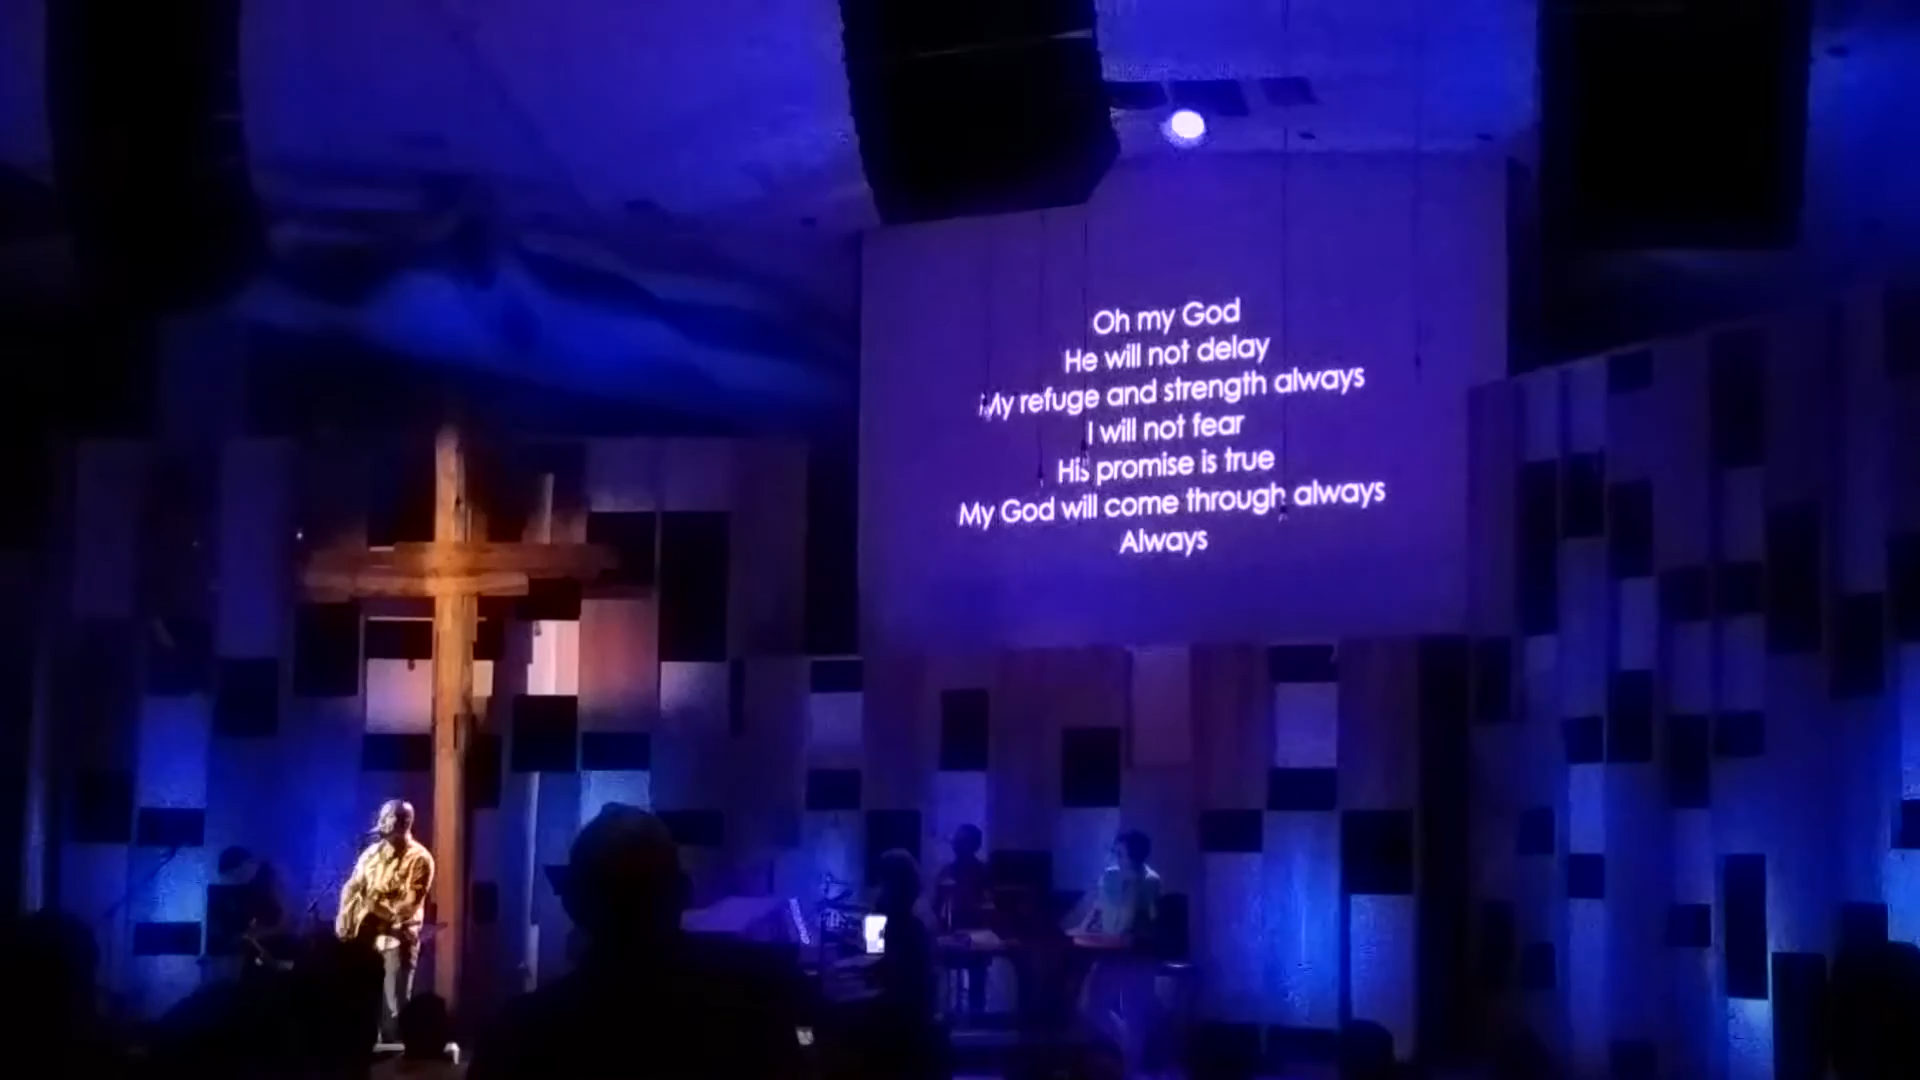 Oh my God
He will not delay
My refuge and strength always
I will not fear
His promise is true
My God will come through always
Always